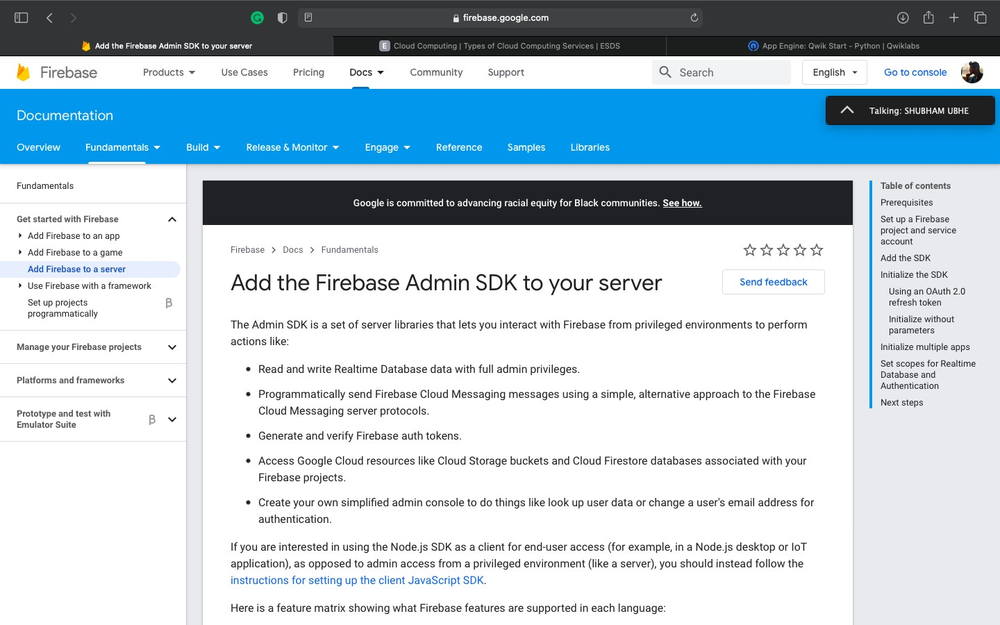 firebase.google.com
Add the Firebase Admin SDK to your server
E Cloud Computing | Types of Cloud Computing Services | ESDS
App Engine: Qwik Start - Python | Qwiklabs
Firebase
Products
Use Cases
Pricing
Docs
Community
Support
Search
English
Go to console
Documentation
Talking: SHUBHAM UBHE
Overview
Fundamentals
Build
Release & Monitor
Engage
Reference
Samples
Libraries
Fundamentals
Get started with Firebase
Add Firebase to an app
Add Firebase to a game
Add Firebase to a server
Use Firebase with a framework
Set up projects
programmatically
β
Manage your Firebase projects
Platforms and frameworks
Prototype and test with
Emulator Suite
β
Google is committed to advancing racial equity for Black communities. See how.
Firebase > Docs > Fundamentals
Add the Firebase Admin SDK to your server
Send feedback
The Admin SDK is a set of server libraries that lets you interact with Firebase from privileged environments to perform
actions like:
• Read and write Realtime Database data with full admin privileges.
• Programmatically send Firebase Cloud Messaging messages using a simple, alternative approach to the Firebase
Cloud Messaging server protocols.
• Generate and verify Firebase auth tokens.
• Access Google Cloud resources like Cloud Storage buckets and Cloud Firestore databases associated with your
Firebase projects.
• Create your own simplified admin console to do things like look up user data or change a user's email address for
authentication.
If you are interested in using the Node.js SDK as a client for end-user access (for example, in a Node.js desktop or IoT
application), as opposed to admin access from a privileged environment (like a server), you should instead follow the
instructions for setting up the client JavaScript SDK.
Here is a feature matrix showing what Firebase features are supported in each language:
Table of contents
Prerequisites
Set up a Firebase
project and service
account
Add the SDK
Initialize the SDK
Using an OAuth 2.0
refresh token
Initialize without
parameters
Initialize multiple apps
Set scopes for Realtime
Database and
Authentication
Next steps